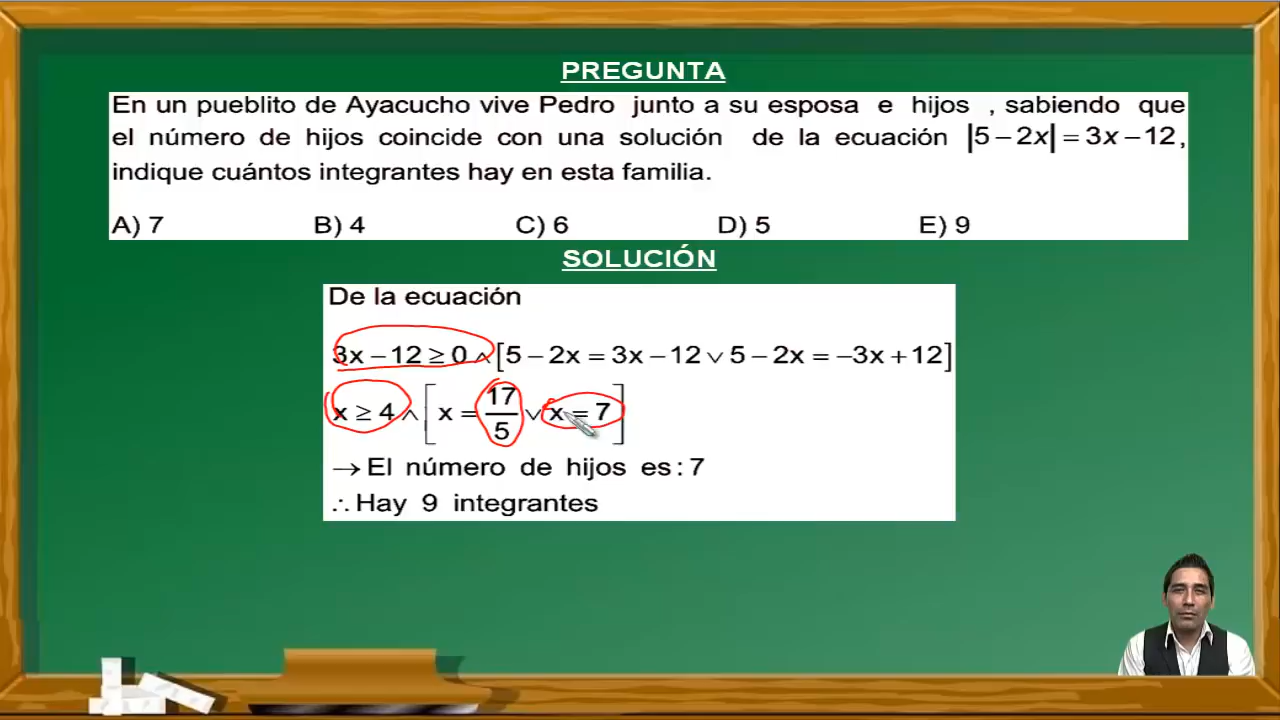 PREGUNTA
En un pueblito de Ayacucho vive Pedro junto a su esposa e hijos , sabiendo que
el número de hijos coincide con una solución de la ecuación |5 − 2x| = 3x − 12,
indique cuántos integrantes hay en esta familia.
A) 7 B) 4 C) 6 D) 5 E) 9
SOLUCIÓN
De la ecuación
3x − 12 ≥ 0 ∧ [5 − 2x = 3x − 12 ∨ 5 − 2x = −3x + 12]
x ≥ 4 ∧ [x = 17/5 ∨ x = 7]
→ El número de hijos es : 7
∴ Hay 9 integrantes